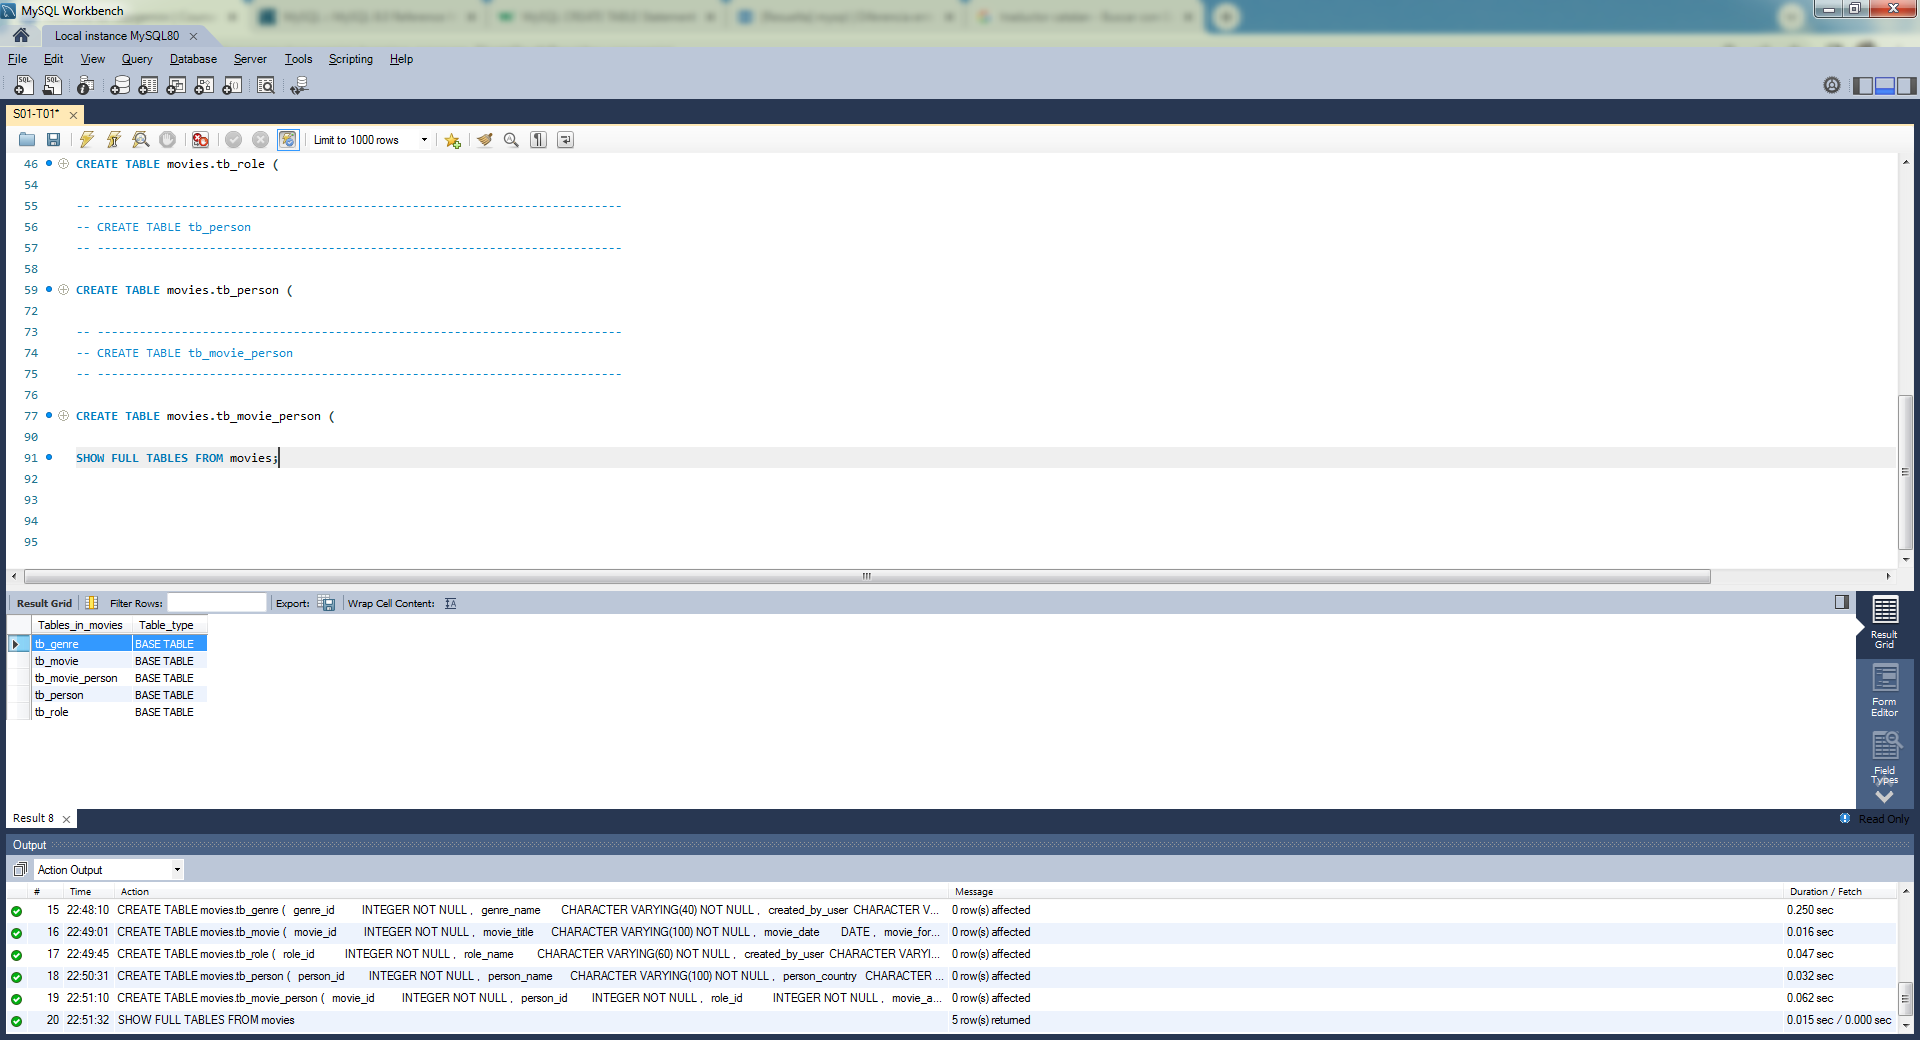 MySQL Workbench
Local instance MySQL80
File Edit View Query Database Server Tools Scripting Help
S01-T01*
Limit to 1000 rows
46 CREATE TABLE movies.tb_role (
54
55 -- ---------------------------------------------------------------------------
56 -- CREATE TABLE tb_person
57 -- ---------------------------------------------------------------------------
58
59 CREATE TABLE movies.tb_person (
72
73 -- ---------------------------------------------------------------------------
74 -- CREATE TABLE tb_movie_person
75 -- ---------------------------------------------------------------------------
76
77 CREATE TABLE movies.tb_movie_person (
90
91 SHOW FULL TABLES FROM movies;
92
93
94
95
Result Grid Filter Rows: Export: Wrap Cell Content:
Tables_in_movies Table_type
tb_genre BASE TABLE
tb_movie BASE TABLE
tb_movie_person BASE TABLE
tb_person BASE TABLE
tb_role BASE TABLE
Result Grid
Form Editor
Field Types
Result 8
Read Only
Output
Action Output
# Time Action Message Duration / Fetch
15 22:48:10 CREATE TABLE movies.tb_genre ( genre_id INTEGER NOT NULL , genre_name CHARACTER VARYING(40) NOT NULL , created_by_user CHARACTER V... 0 row(s) affected 0.250 sec
16 22:49:01 CREATE TABLE movies.tb_movie ( movie_id INTEGER NOT NULL , movie_title CHARACTER VARYING(100) NOT NULL , movie_date DATE , movie_for... 0 row(s) affected 0.016 sec
17 22:49:45 CREATE TABLE movies.tb_role ( role_id INTEGER NOT NULL , role_name CHARACTER VARYING(60) NOT NULL , created_by_user CHARACTER VARYI... 0 row(s) affected 0.047 sec
18 22:50:31 CREATE TABLE movies.tb_person ( person_id INTEGER NOT NULL , person_name CHARACTER VARYING(100) NOT NULL , person_country CHARACTER ... 0 row(s) affected 0.032 sec
19 22:51:10 CREATE TABLE movies.tb_movie_person ( movie_id INTEGER NOT NULL , person_id INTEGER NOT NULL , role_id INTEGER NOT NULL , movie_a... 0 row(s) affected 0.062 sec
20 22:51:32 SHOW FULL TABLES FROM movies 5 row(s) returned 0.015 sec / 0.000 sec